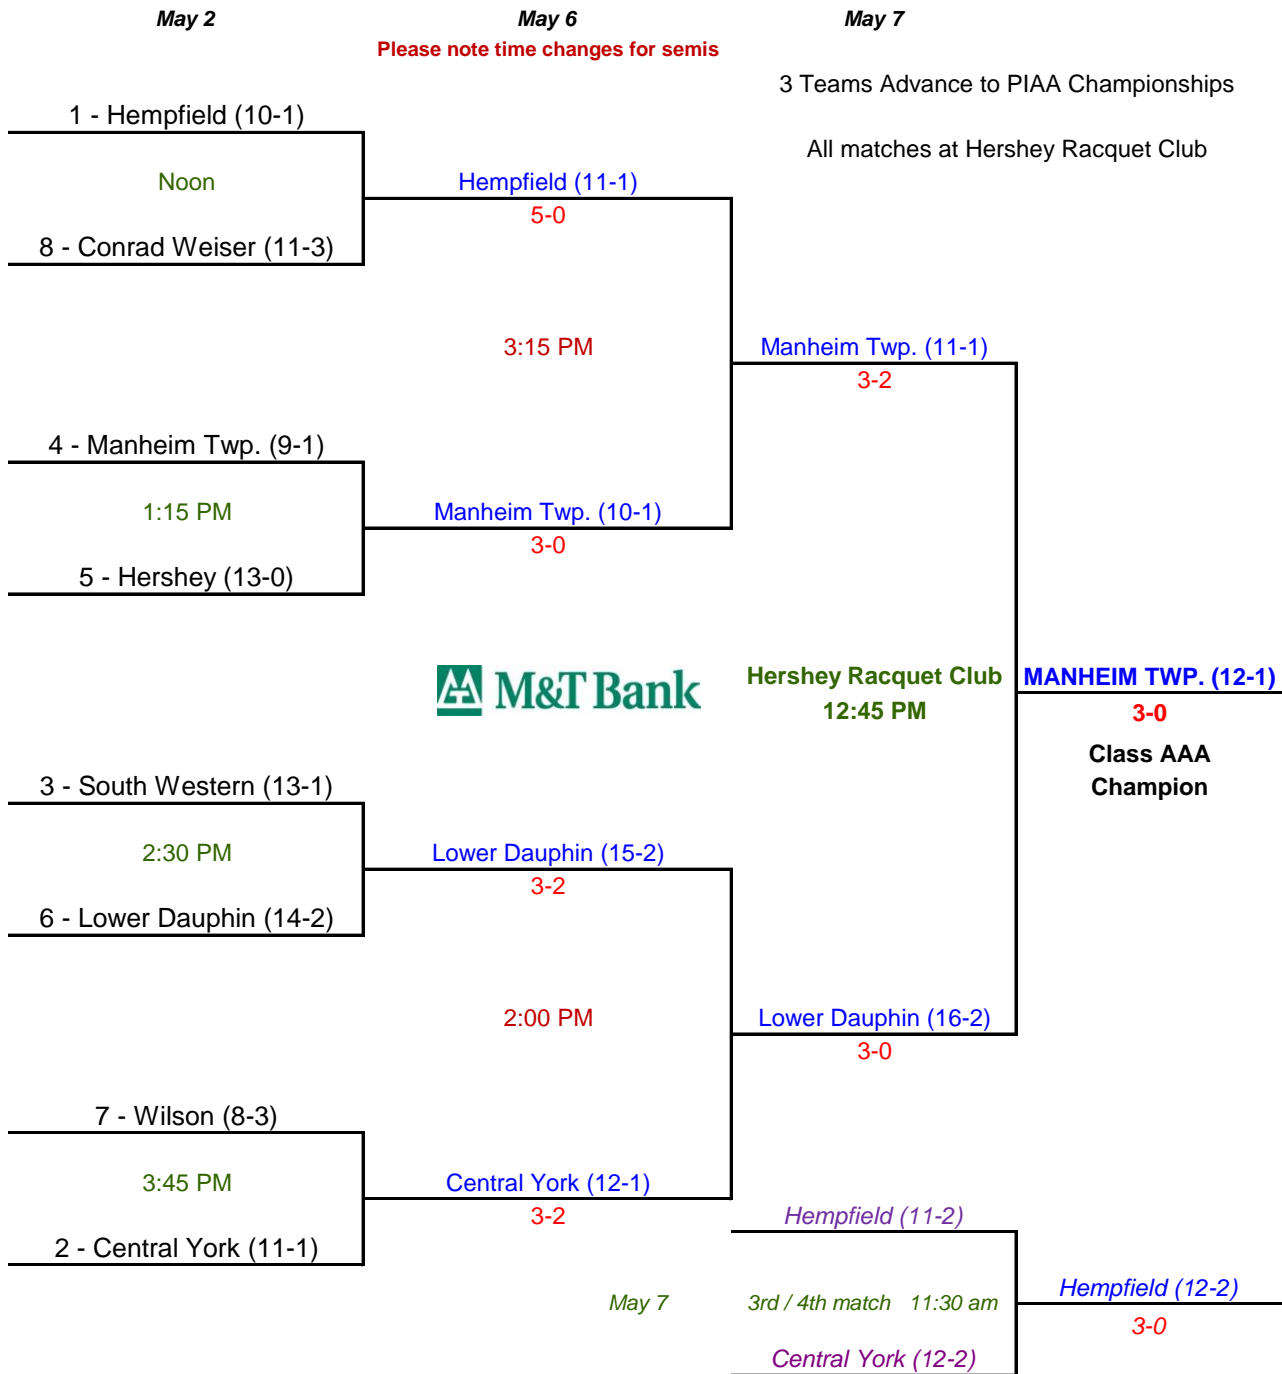 May 2
May 6
May 7
Please note time changes for semis
3 Teams Advance to PIAA Championships
1 - Hempfield (10-1)
All matches at Hershey Racquet Club
Noon
Hempfield (11-1)
5-0
8 - Conrad Weiser (11-3)
3:15 PM
Manheim Twp. (11-1)
3-2
4 - Manheim Twp. (9-1)
1:15 PM
Manheim Twp. (10-1)
3-0
5 - Hershey (13-0)
M&T Bank
Hershey Racquet Club
12:45 PM
MANHEIM TWP. (12-1)
3-0
Class AAA
Champion
3 - South Western (13-1)
2:30 PM
Lower Dauphin (15-2)
3-2
6 - Lower Dauphin (14-2)
2:00 PM
Lower Dauphin (16-2)
3-0
7 - Wilson (8-3)
3:45 PM
Central York (12-1)
3-2
2 - Central York (11-1)
Hempfield (11-2)
May 7
3rd / 4th match 11:30 am
Hempfield (12-2)
3-0
Central York (12-2)